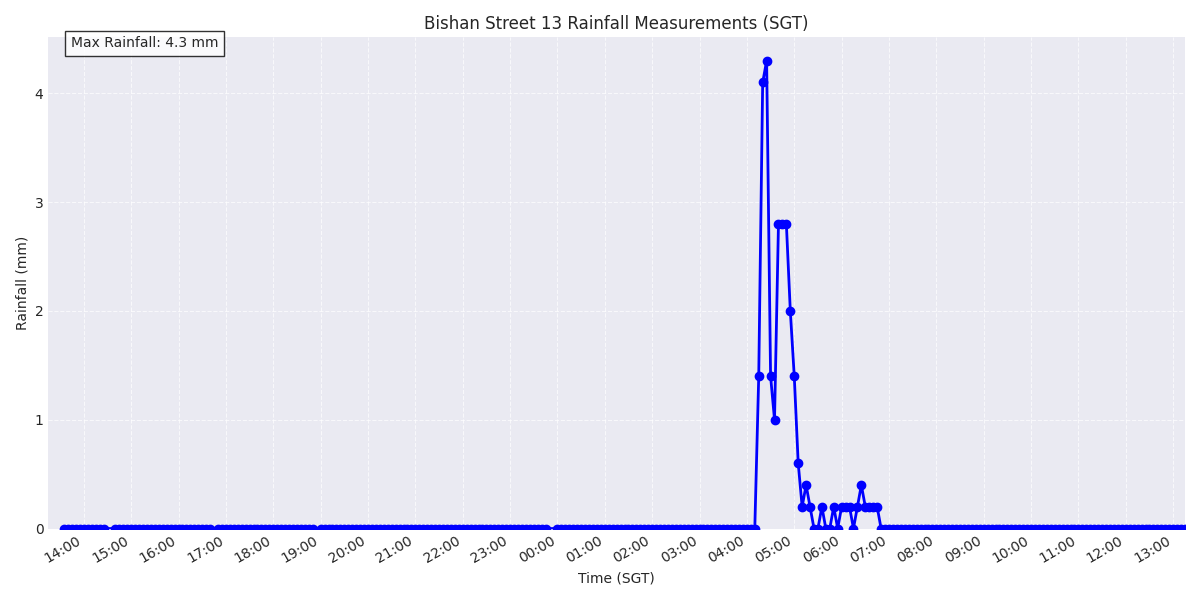 Bishan Street 13 Rainfall Measurements (SGT)
Max Rainfall: 4.3 mm
4
3
2
1
0
Rainfall (mm)
14:00 15:00 16:00 17:00 18:00 19:00 20:00 21:00 22:00 23:00 00:00 01:00 02:00 03:00 04:00 05:00 06:00 07:00 08:00 09:00 10:00 11:00 12:00 13:00
Time (SGT)